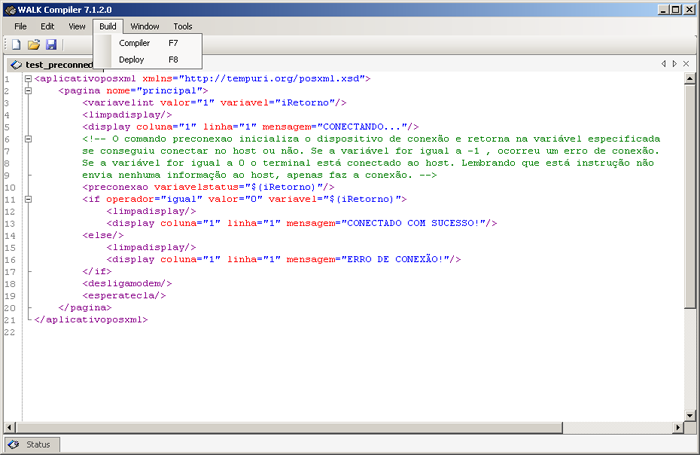 WALK Compiler 7.1.2.0
File Edit View Build Window Tools
Compiler F7
Deploy F8
test_preconned
1 <aplicativoposxml xmlns="http://tempuri.org/posxml.xsd">
2 <pagina nome="principal">
3 <variavelint valor="1" variavel="iRetorno"/>
4 <limpadisplay/>
5 <display coluna="1" linha="1" mensagem="CONECTANDO..."/>
6 <!-- O comando preconexao inicializa o dispositivo de conexão e retorna na variável especificada
7 se conseguiu conectar no host ou não. Se a variável for igual a -1 , ocorreu um erro de conexão.
8 Se a variável for igual a 0 o terminal está conectado ao host. Lembrando que está instrução não
9 envia nenhuma informação ao host, apenas faz a conexão. -->
10 <preconexao variavelstatus="$(iRetorno)"/>
11 <if operador="igual" valor="0" variavel="$(iRetorno)">
12 <limpadisplay/>
13 <display coluna="1" linha="1" mensagem="CONECTADO COM SUCESSO!"/>
14 <else/>
15 <limpadisplay/>
16 <display coluna="1" linha="1" mensagem="ERRO DE CONEXÃO!"/>
17 </if>
18 <desligamodem/>
19 <esperatecla/>
20 </pagina>
21 </aplicativoposxml>
22
Status